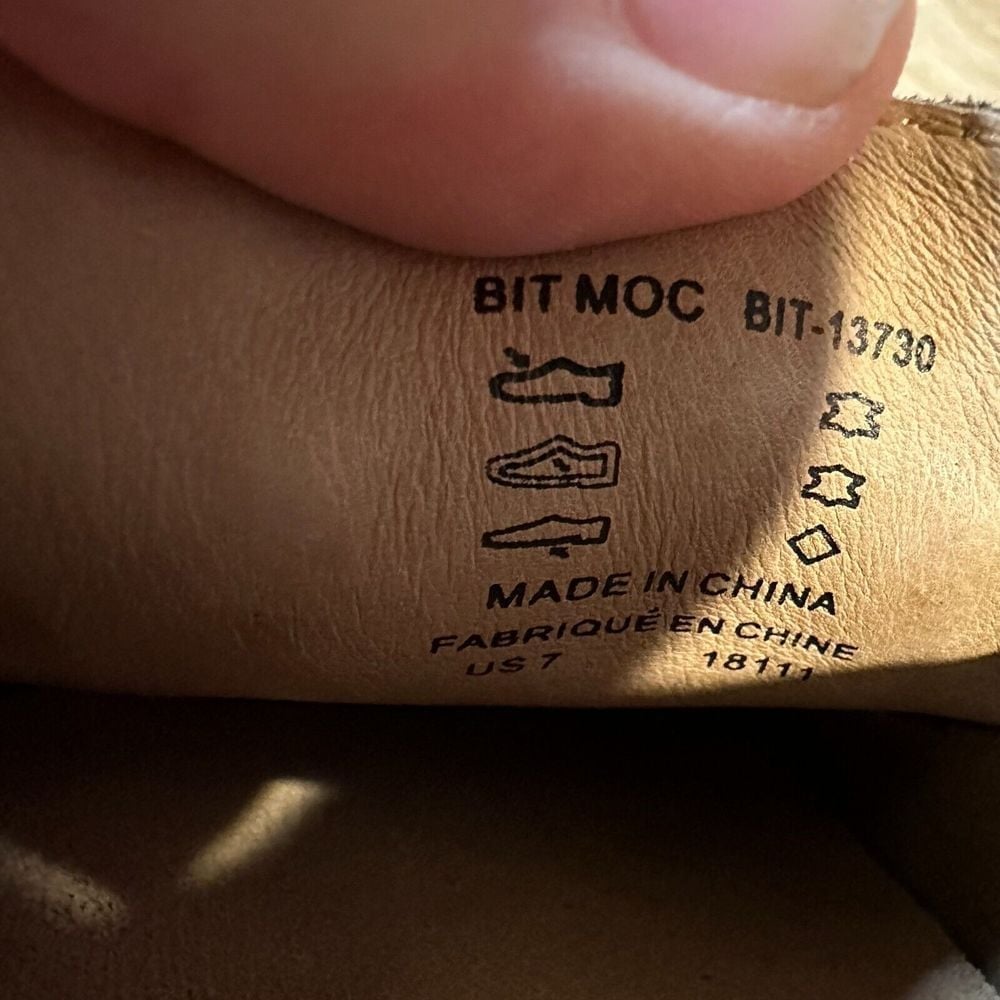 BIT MOC BIT-13730
MADE IN CHINA
FABRIQUÉ EN CHINE
US 7 18111